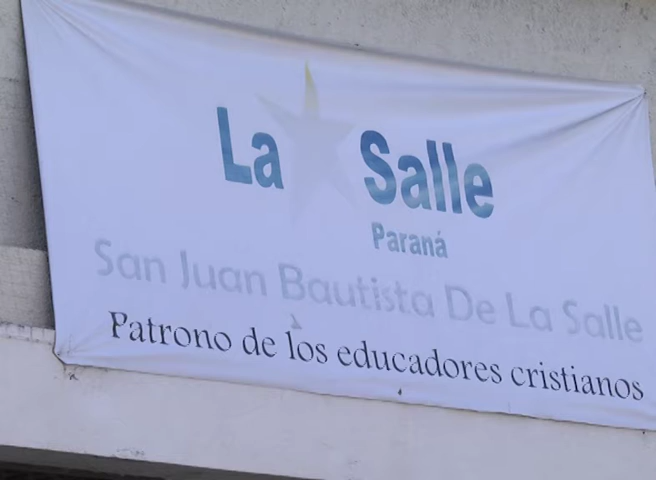 La Salle
Paraná
San Juan Bautista De La Salle
Patrono de los educadores cristianos